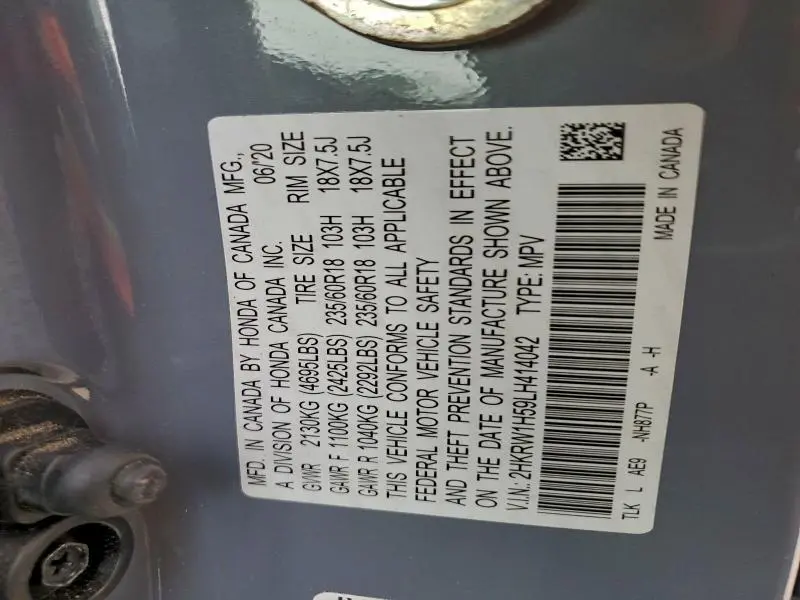 MFD. IN CANADA BY HONDA OF CANADA MFG.,
A DIVISION OF HONDA CANADA INC. 06/20
GVWR 2130KG (4695LBS) TIRE SIZE RIM SIZE
GAWR F 1100KG (2425LBS) 235/60R18 103H 18X7.5J
GAWR R 1040KG (2292LBS) 235/60R18 103H 18X7.5J
THIS VEHICLE CONFORMS TO ALL APPLICABLE
FEDERAL MOTOR VEHICLE SAFETY
AND THEFT PREVENTION STANDARDS IN EFFECT
ON THE DATE OF MANUFACTURE SHOWN ABOVE.
V.I.N.: 2HKRW1H59LH414042 TYPE: MPV
TLK L AE9 -NH877P -A -H
MADE IN CANADA